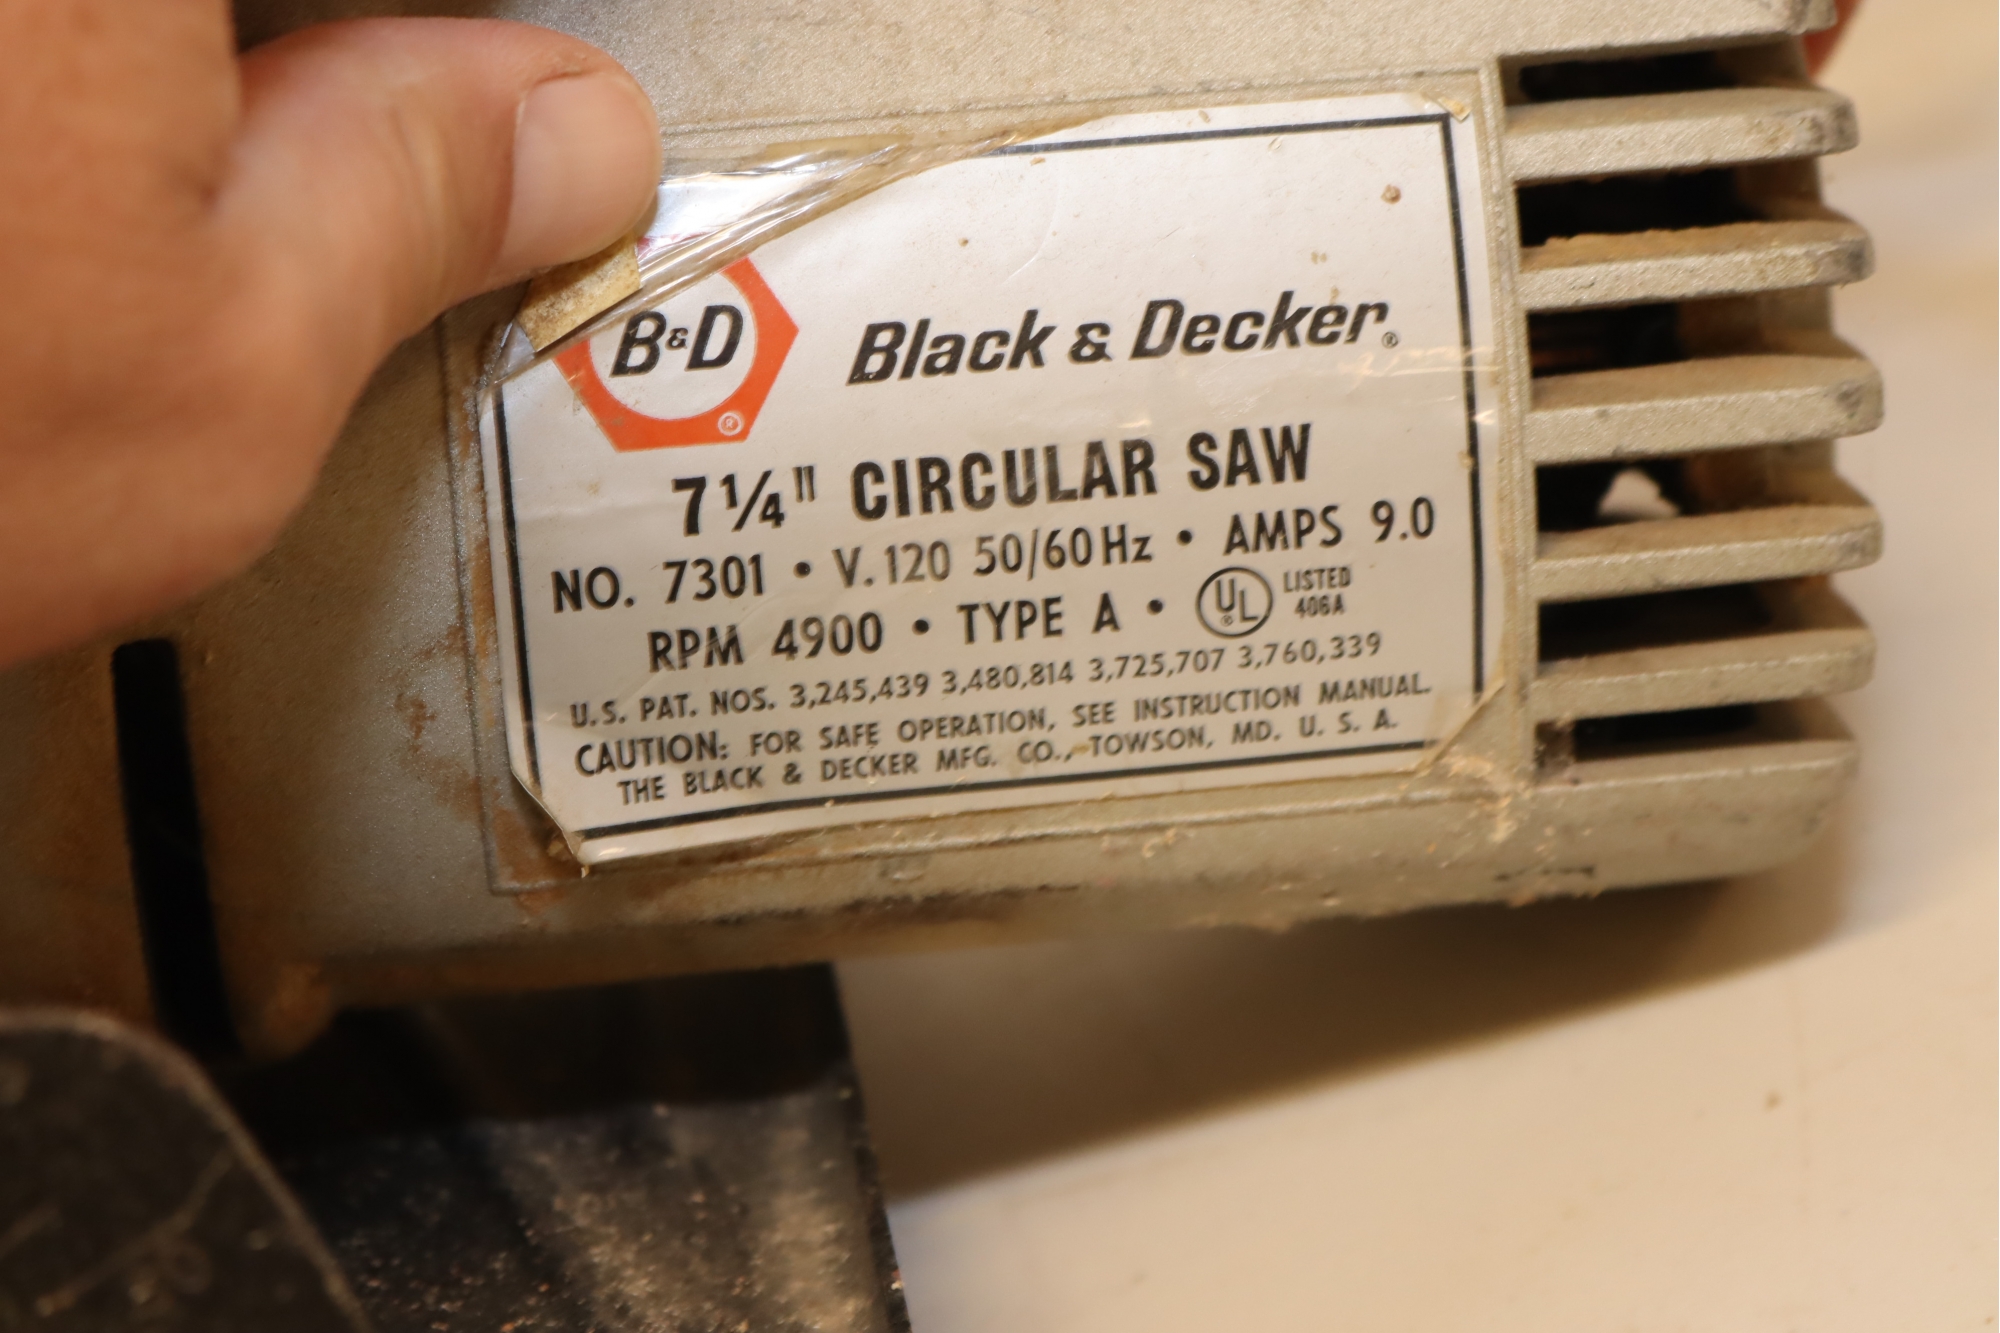 B&D
®
Black & Decker®
7 1/4" CIRCULAR SAW
NO. 7301 • V. 120 50/60 Hz • AMPS 9.0
RPM 4900 • TYPE A • UL® LISTED 406A
U.S. PAT. NOS. 3,245,439 3,480,814 3,725,707 3,760,339
CAUTION: FOR SAFE OPERATION, SEE INSTRUCTION MANUAL.
THE BLACK & DECKER MFG. CO., TOWSON, MD. U. S. A.